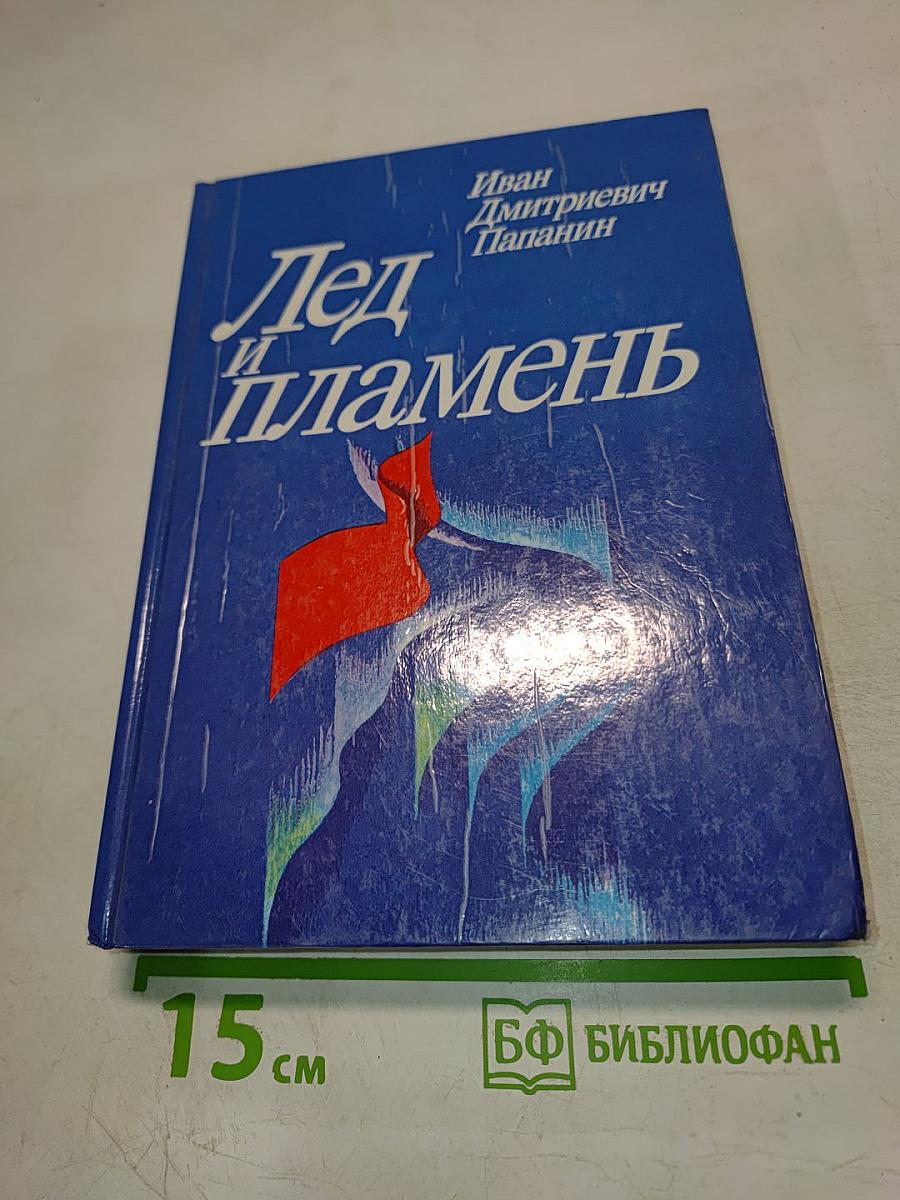 Иван
Дмитриевич
Папанин
Лед
и
пламень
15 см
БФ БИБЛИОФАН